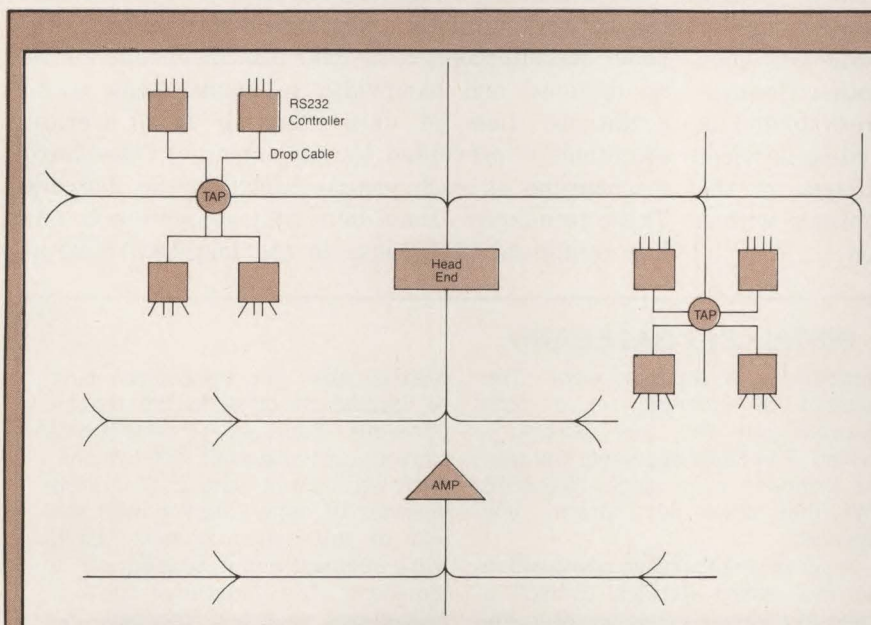 RS232
Controller
Drop Cable
TAP
Head
End
TAP
AMP